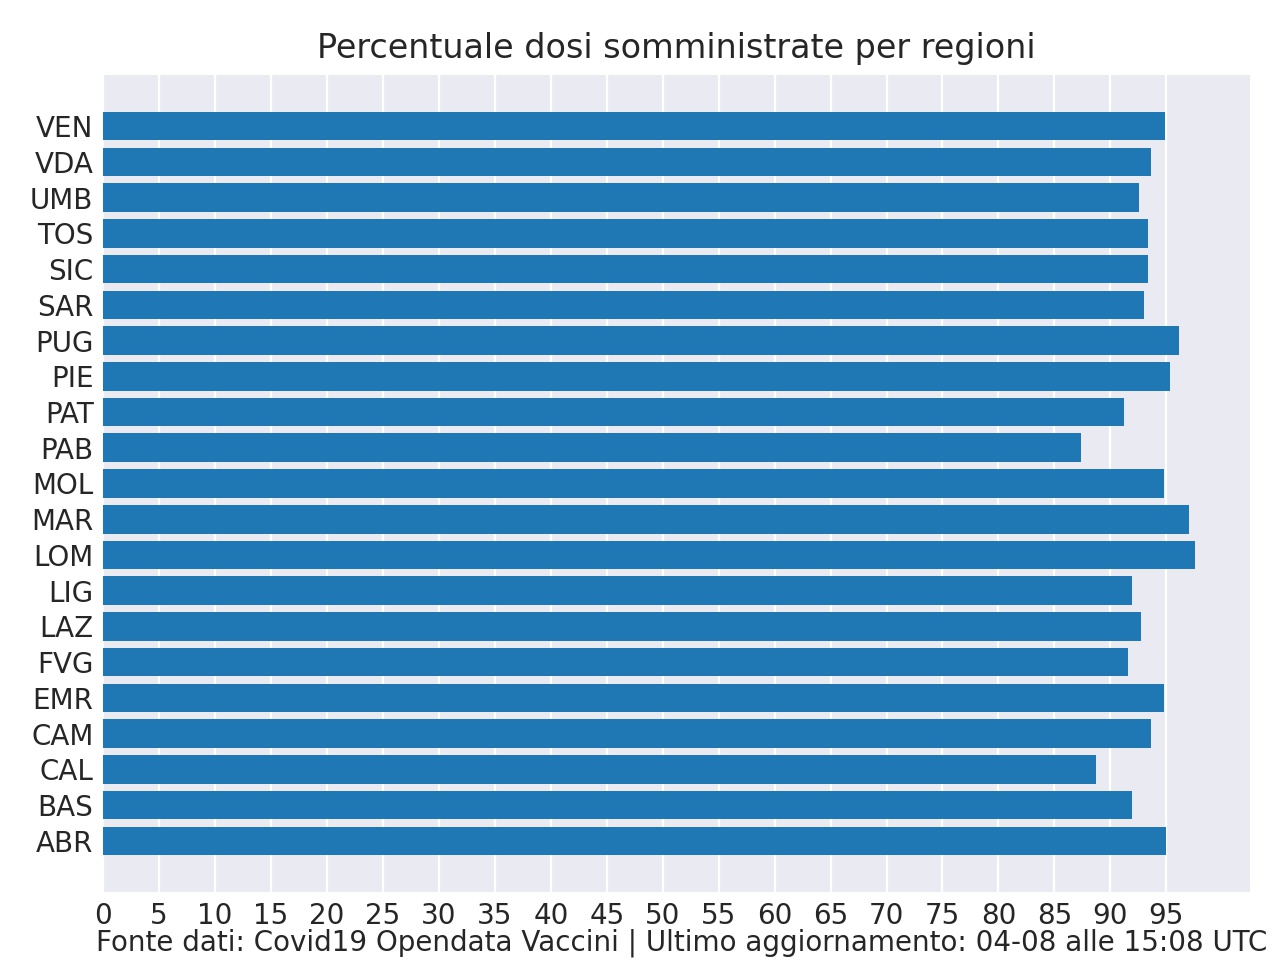 Percentuale dosi somministrate per regioni
VEN
VDA
UMB
TOS
SIC
SAR
PUG
PIE
PAT
PAB
MOL
MAR
LOM
LIG
LAZ
FVG
EMR
CAM
CAL
BAS
ABR
0 5 10 15 20 25 30 35 40 45 50 55 60 65 70 75 80 85 90 95
Fonte dati: Covid19 Opendata Vaccini | Ultimo aggiornamento: 04-08 alle 15:08 UTC